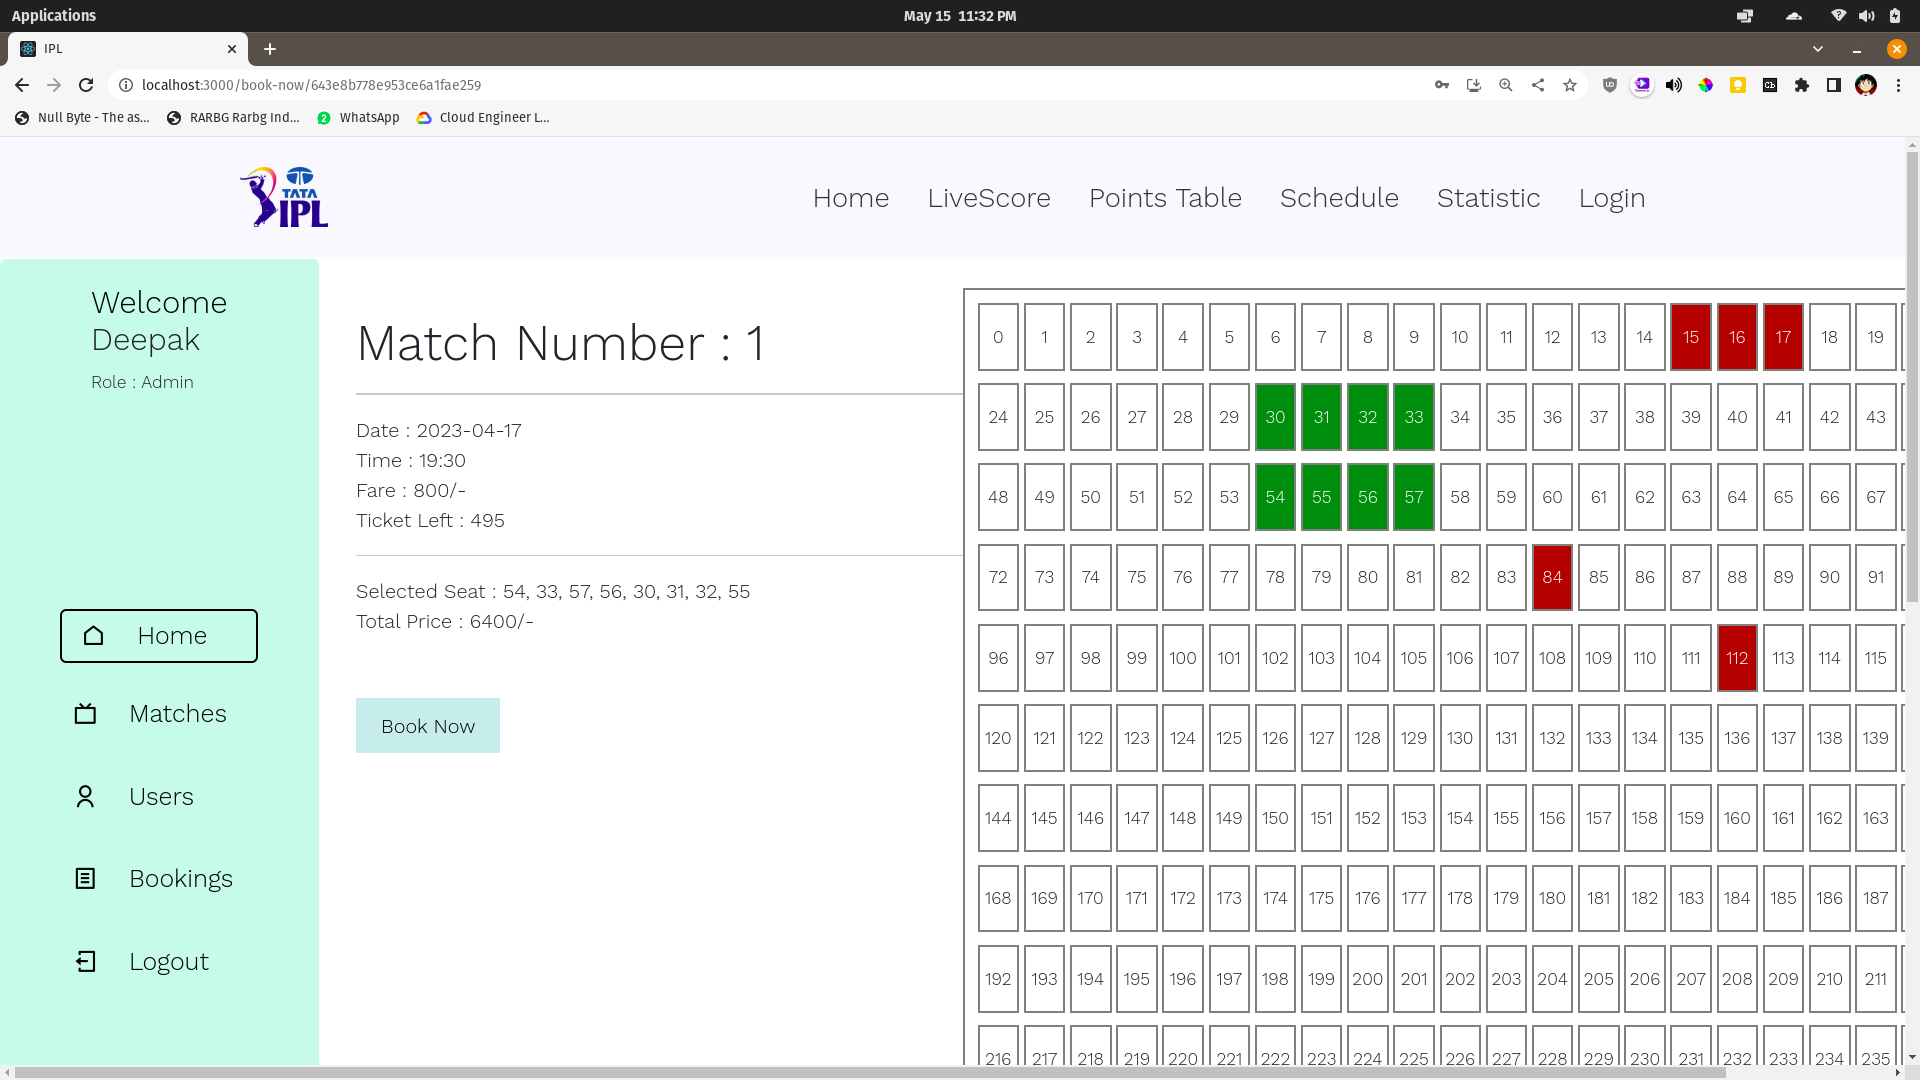 Applications
May 15 11:32 PM
IPL
localhost:3000/book-now/643e8b778e953ce6a1fae259
Null Byte - The as...
RARBG Rarbg Ind...
2
WhatsApp
Cloud Engineer L...
TATA
IPL
Home LiveScore Points Table Schedule Statistic Login
Welcome
Deepak
Role : Admin
Home
Matches
Users
Bookings
Logout
Match Number : 1
Date : 2023-04-17
Time : 19:30
Fare : 800/-
Ticket Left : 495
Selected Seat : 54, 33, 57, 56, 30, 31, 32, 55
Total Price : 6400/-
Book Now
0 1 2 3 4 5 6 7 8 9 10 11 12 13 14 15 16 17 18 19
24 25 26 27 28 29 30 31 32 33 34 35 36 37 38 39 40 41 42 43
48 49 50 51 52 53 54 55 56 57 58 59 60 61 62 63 64 65 66 67
72 73 74 75 76 77 78 79 80 81 82 83 84 85 86 87 88 89 90 91
96 97 98 99 100 101 102 103 104 105 106 107 108 109 110 111 112 113 114 115
120 121 122 123 124 125 126 127 128 129 130 131 132 133 134 135 136 137 138 139
144 145 146 147 148 149 150 151 152 153 154 155 156 157 158 159 160 161 162 163
168 169 170 171 172 173 174 175 176 177 178 179 180 181 182 183 184 185 186 187
192 193 194 195 196 197 198 199 200 201 202 203 204 205 206 207 208 209 210 211
216 217 218 219 220 221 222 223 224 225 226 227 228 229 230 231 232 233 234 235